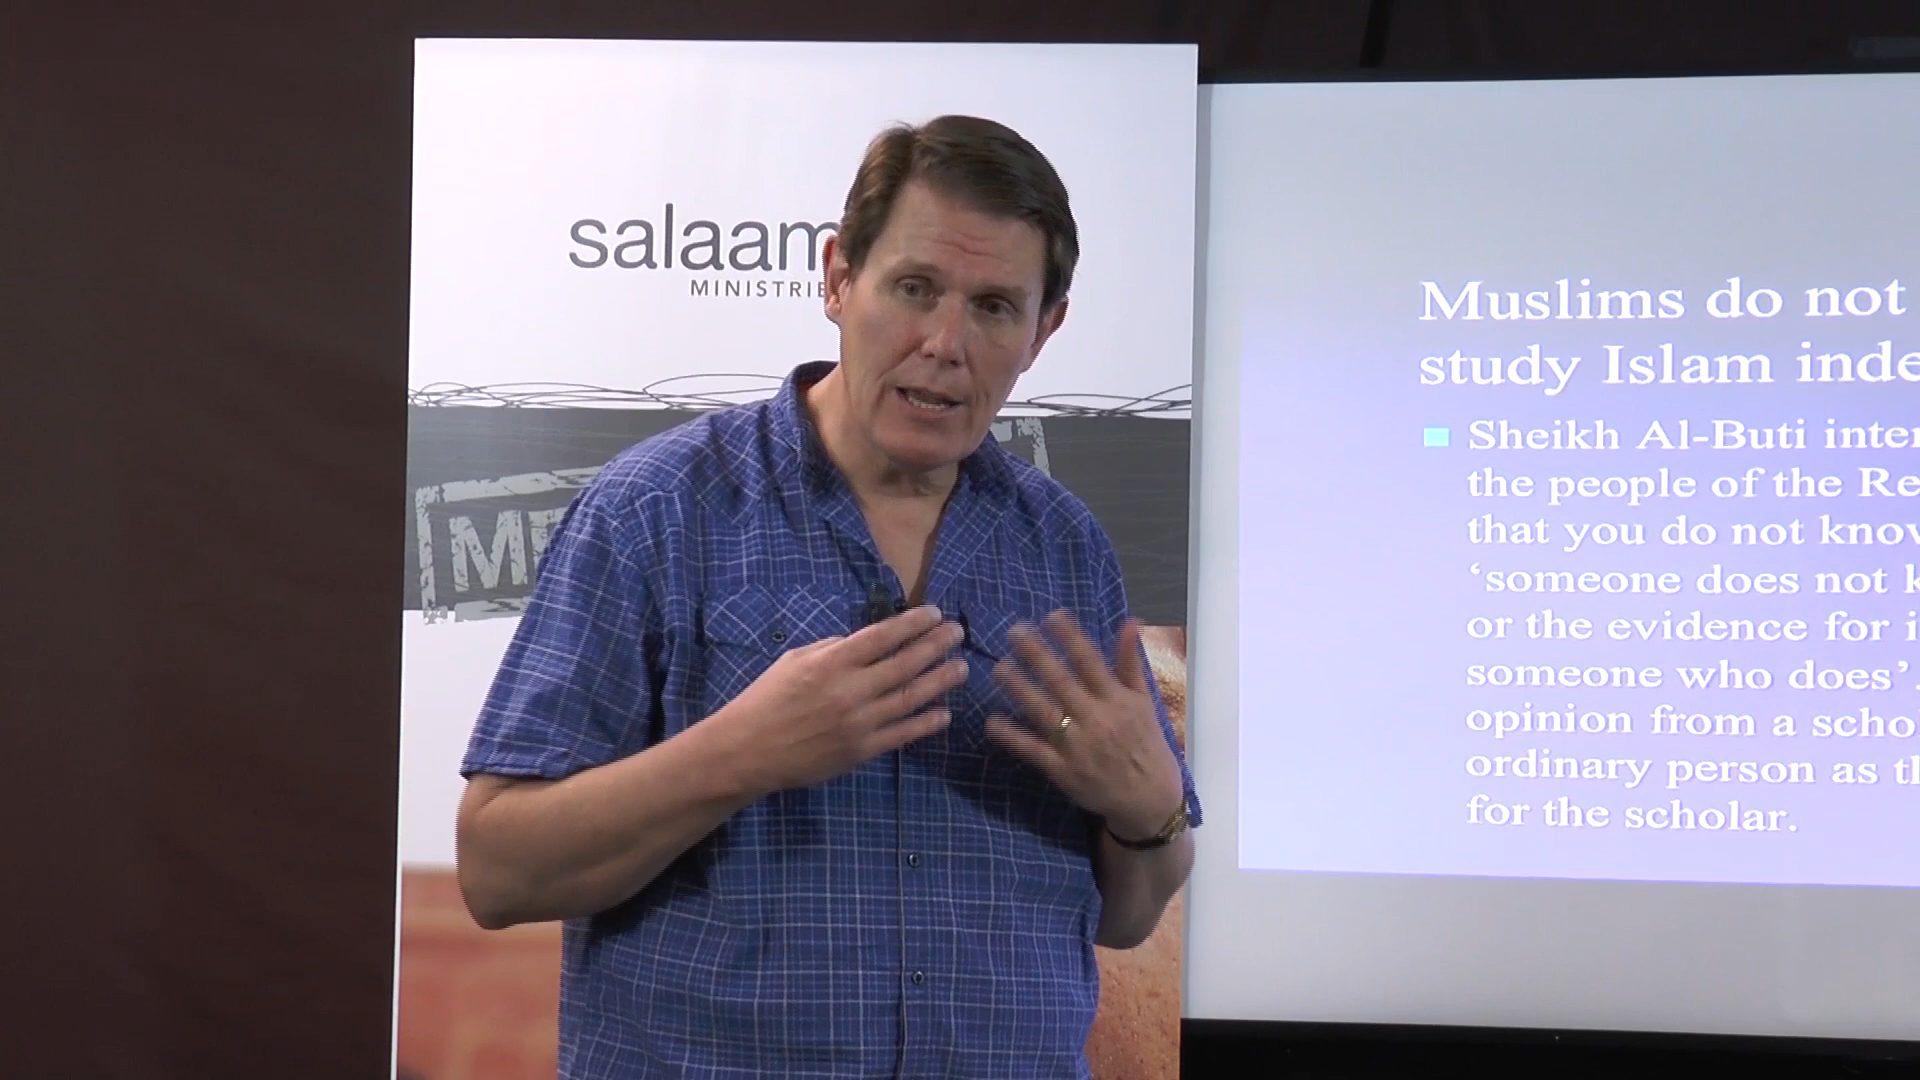 salaam
MINISTRIE
Muslims do not
study Islam inde
Sheikh Al-Buti inter
the people of the Re
that you do not know
‘someone does not k
or the evidence for i
someone who does’.
opinion from a scho
ordinary person as th
for the scholar.